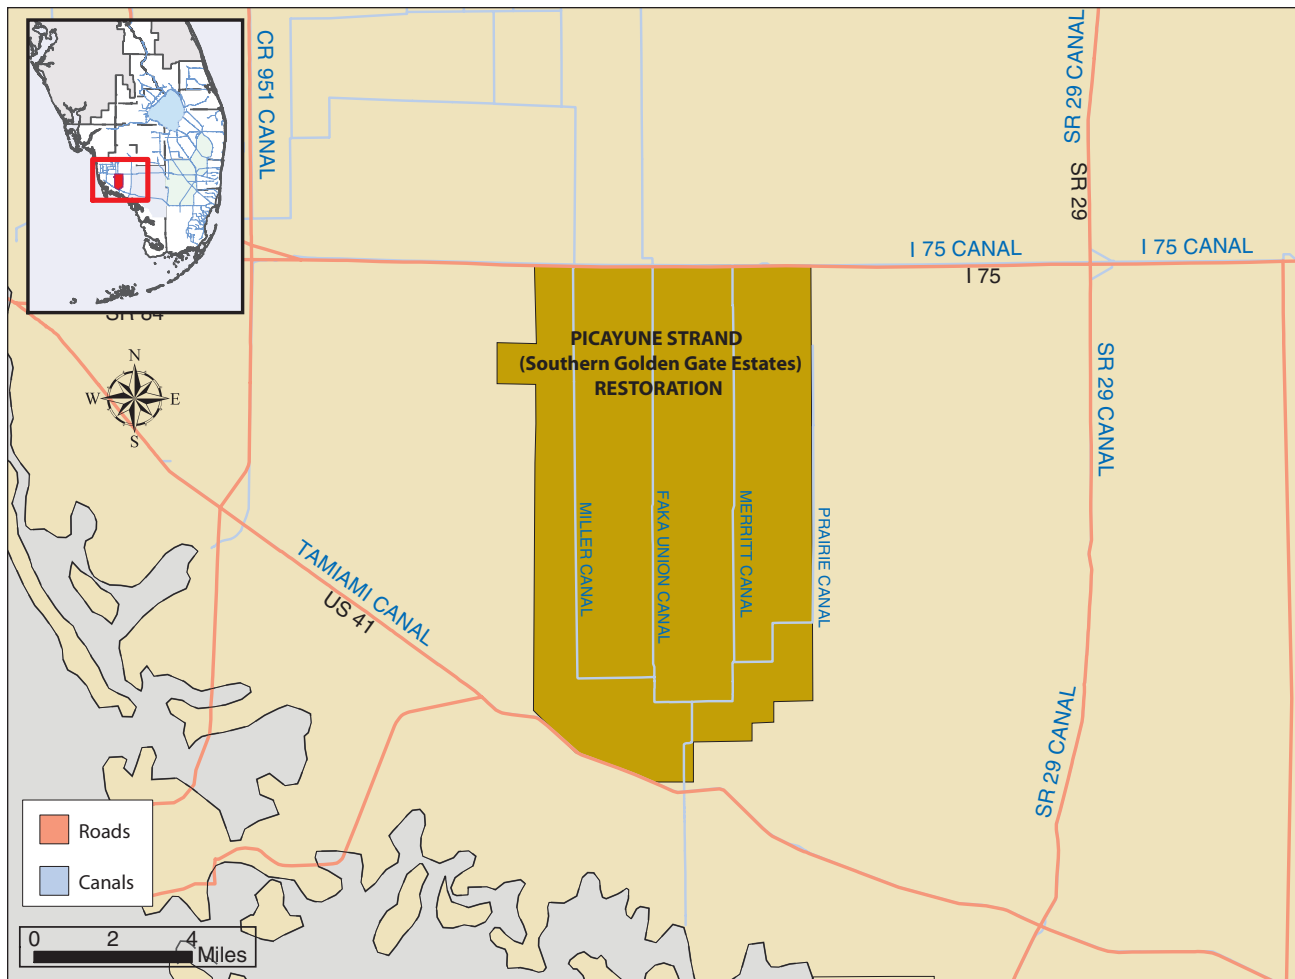 CR 951 CANAL
SR 29 CANAL
SR 29
I 75 CANAL
I 75 CANAL
I 75
SR 84
N
W
E
S
PICAYUNE STRAND
(Southern Golden Gate Estates)
RESTORATION
SR 29 CANAL
MILLER CANAL
FAKA UNION CANAL
MERRITT CANAL
PRAIRIE CANAL
TAMIAMI CANAL
US 41
SR 29 CANAL
Roads
Canals
0 2 4
Miles